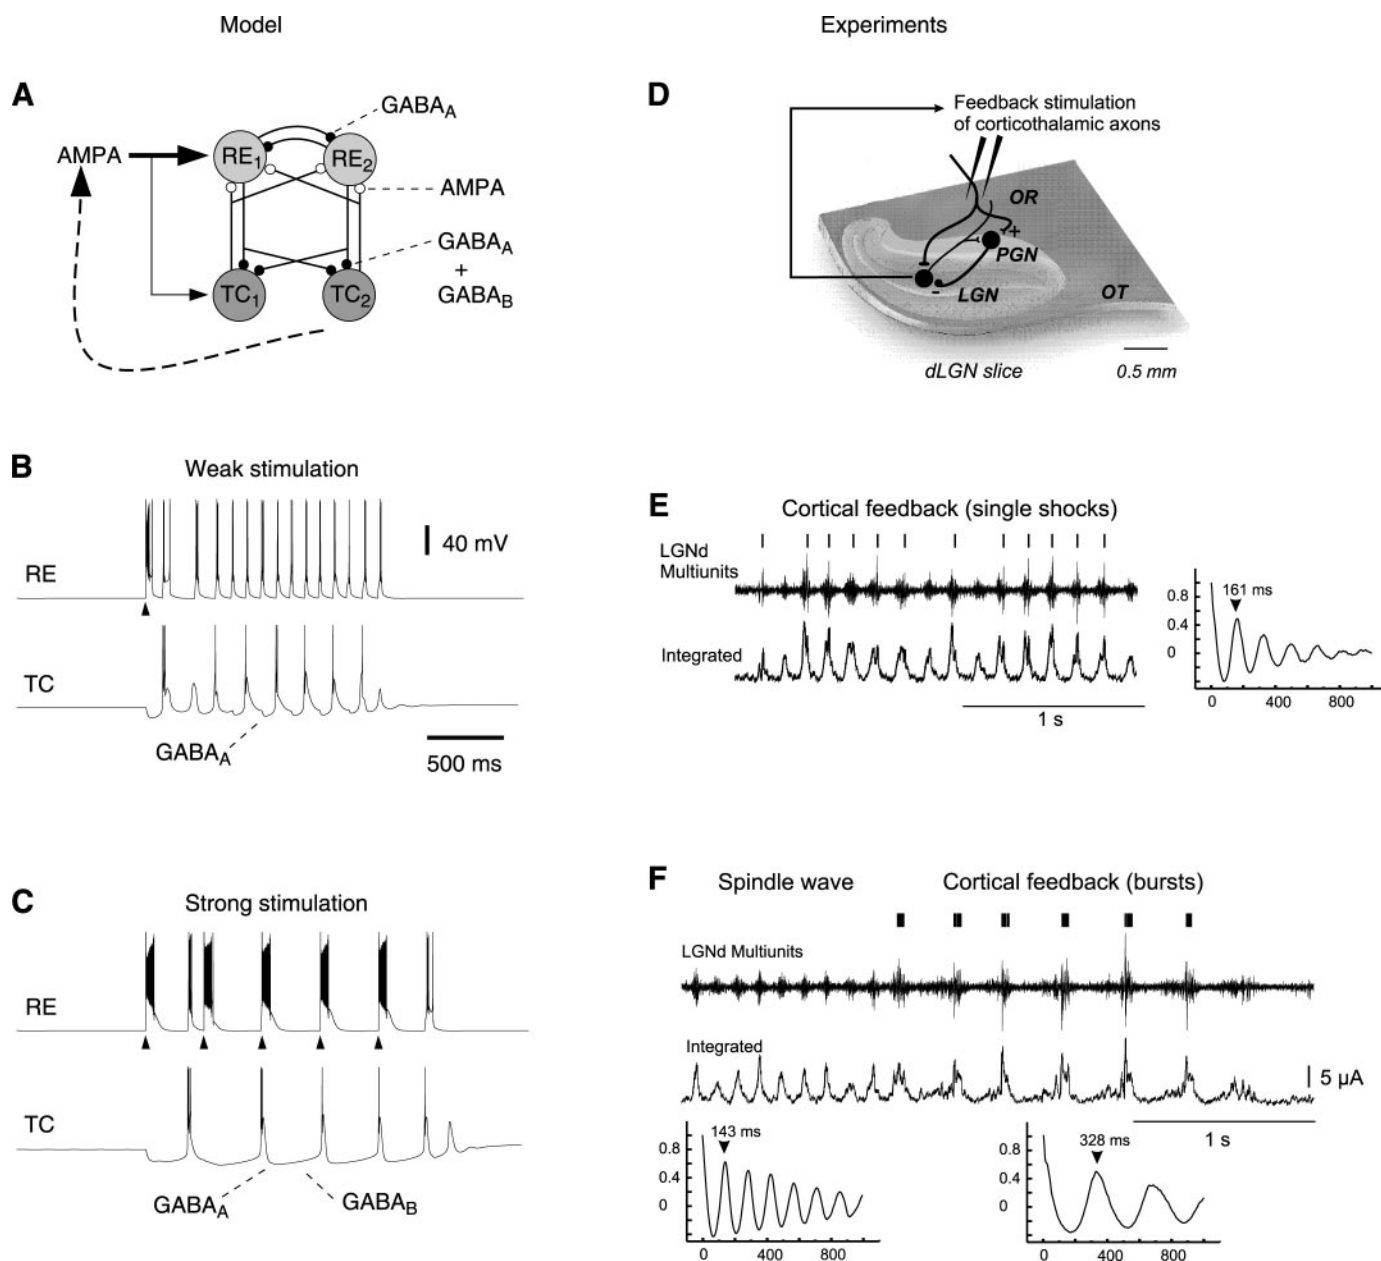 Model
Experiments
A
GABAA
AMPA
RE1
RE2
AMPA
GABAA
+
GABAB
TC1
TC2
D
Feedback stimulation
of corticothalamic axons
OR
+
PGN
-
LGN
OT
dLGN slice
0.5 mm
B
Weak stimulation
40 mV
RE
TC
GABAA
500 ms
E
Cortical feedback (single shocks)
LGNd
Multiunits
Integrated
1 s
161 ms
0.8
0.4
0
0
400
800
C
Strong stimulation
RE
TC
GABAA
GABAB
F
Spindle wave
Cortical feedback (bursts)
LGNd Multiunits
Integrated
5 µA
1 s
143 ms
0.8
0.4
0
0
400
800
328 ms
0.8
0.4
0
0
400
800